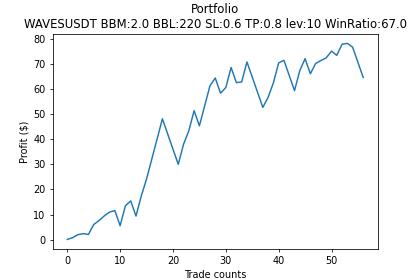 Portfolio
WAVESUSDT BBM:2.0 BBL:220 SL:0.6 TP:0.8 lev:10 WinRatio:67.0
Profit ($)
80
70
60
50
40
30
20
10
0
0 10 20 30 40 50
Trade counts